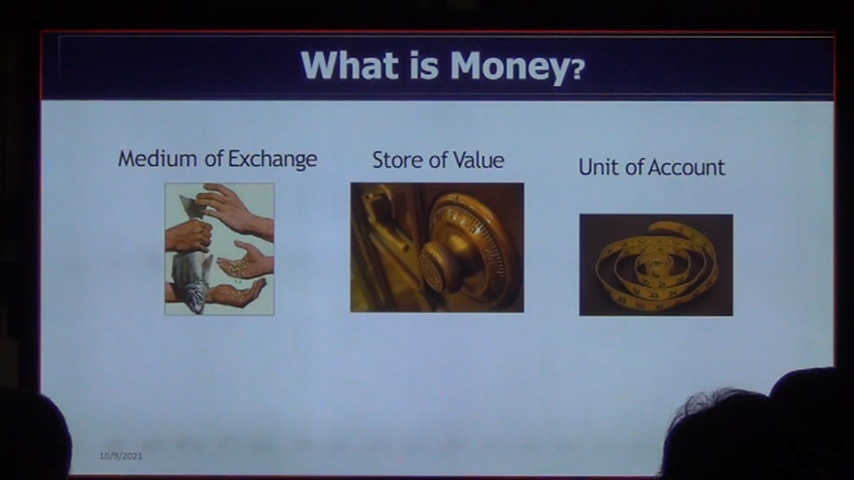 What is Money?
Medium of Exchange
Store of Value
Unit of Account
10/9/2021